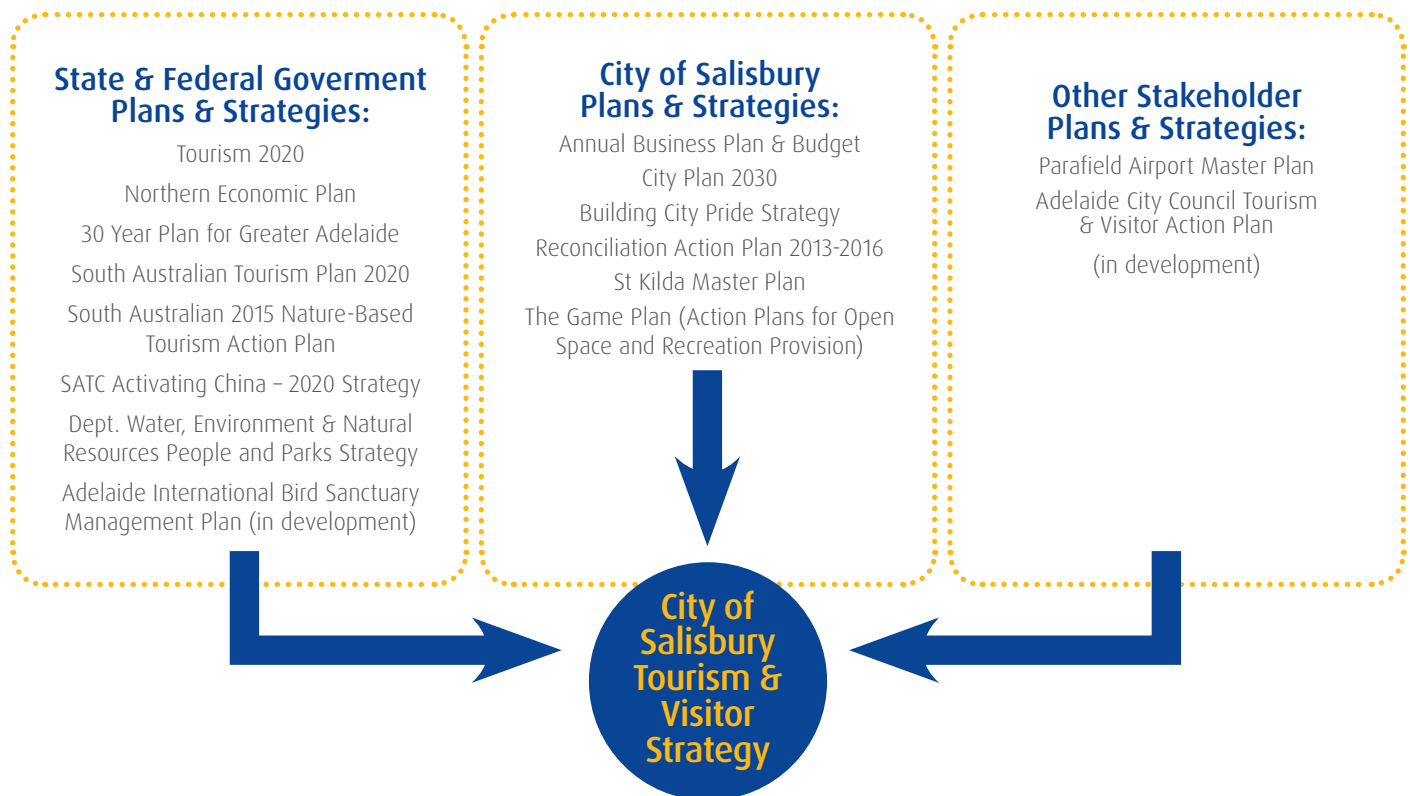 State & Federal Goverment
Plans & Strategies:
Tourism 2020
Northern Economic Plan
30 Year Plan for Greater Adelaide
South Australian Tourism Plan 2020
South Australian 2015 Nature-Based
Tourism Action Plan
SATC Activating China – 2020 Strategy
Dept. Water, Environment & Natural
Resources People and Parks Strategy
Adelaide International Bird Sanctuary
Management Plan (in development)
City of Salisbury
Plans & Strategies:
Annual Business Plan & Budget
City Plan 2030
Building City Pride Strategy
Reconciliation Action Plan 2013-2016
St Kilda Master Plan
The Game Plan (Action Plans for Open
Space and Recreation Provision)
Other Stakeholder
Plans & Strategies:
Parafield Airport Master Plan
Adelaide City Council Tourism
& Visitor Action Plan
(in development)
City of
Salisbury
Tourism &
Visitor
Strategy